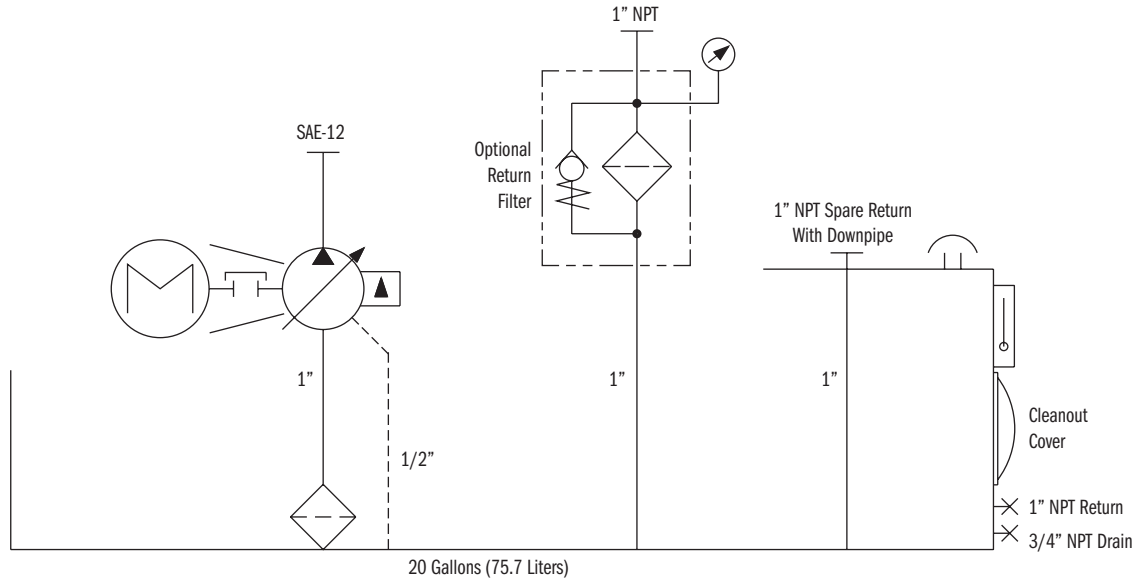 1” NPT
SAE-12
Optional
Return
Filter
1” NPT Spare Return
With Downpipe
M
1”
1”
1”
1/2”
Cleanout
Cover
1” NPT Return
3/4” NPT Drain
20 Gallons (75.7 Liters)